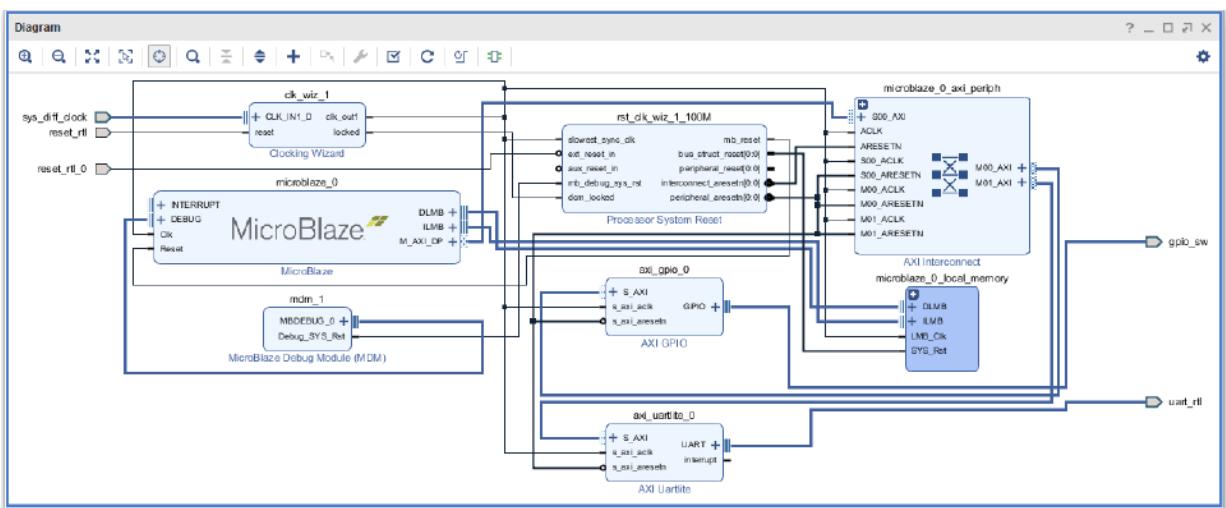 Diagram
sys_diff_clock
reset_rtl
reset_rtl_0
clk_wiz_1
CLK_IN1_D clk_out1
reset locked
Clocking Wizard
microblaze_0
INTERRUPT
DEBUG
Clk
Reset
MicroBlaze
DLMB
ILMB
M_AXI_DP
MicroBlaze
mdm_1
MBDEBUG_0
Debug_SYS_Rst
MicroBlaze Debug Module (MDM)
rst_clk_wiz_1_100M
slowest_sync_clk mb_reset
ext_reset_in bus_struct_reset[0:0]
aux_reset_in peripheral_reset[0:0]
mb_debug_sys_rst interconnect_aresetn[0:0]
dcm_locked peripheral_aresetn[0:0]
Processor System Reset
axi_gpio_0
S_AXI
s_axi_aclk GPIO
s_axi_aresetn
AXI GPIO
axi_uartlite_0
S_AXI
s_axi_aclk
s_axi_aresetn
UART
interrupt
AXI Uartlite
microblaze_0_axi_periph
S00_AXI
ACLK
ARESETN
S00_ACLK
S00_ARESETN
M00_ACLK
M00_ARESETN
M01_ACLK
M01_ARESETN
M00_AXI
M01_AXI
AXI Interconnect
microblaze_0_local_memory
DLMB
ILMB
LMB_Clk
SYS_Rst
gpio_sw
uart_rtl